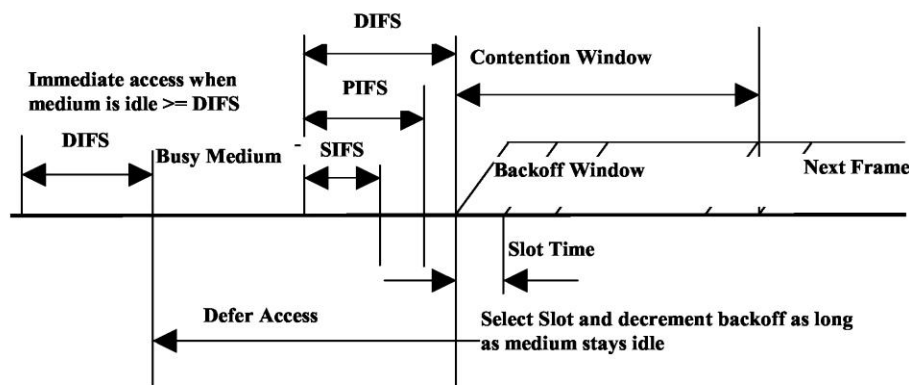 DIFS
Contention Window
Immediate access when
medium is idle >= DIFS
PIFS
DIFS
Busy Medium
SIFS
Backoff Window
Next Frame
Slot Time
Defer Access
Select Slot and decrement backoff as long
as medium stays idle